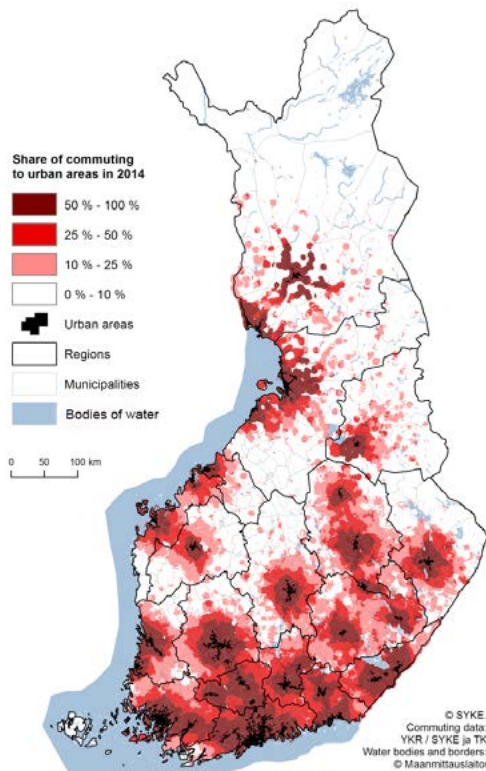 Share of commuting
to urban areas in 2014
50 % - 100 %
25 % - 50 %
10 % - 25 %
0 % - 10 %
Urban areas
Regions
Municipalities
Bodies of water
0 50 100 km
© SYKE.
Commuting data:
YKR / SYKE ja TK
Water bodies and borders:
© Maanmittauslaitos